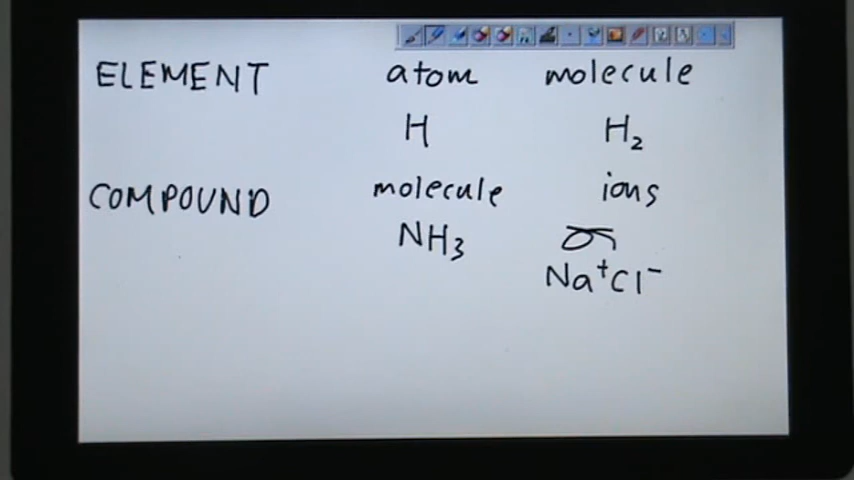 ELEMENT atom molecule
H H₂
COMPOUND molecule ions
NH₃
Na⁺Cl⁻